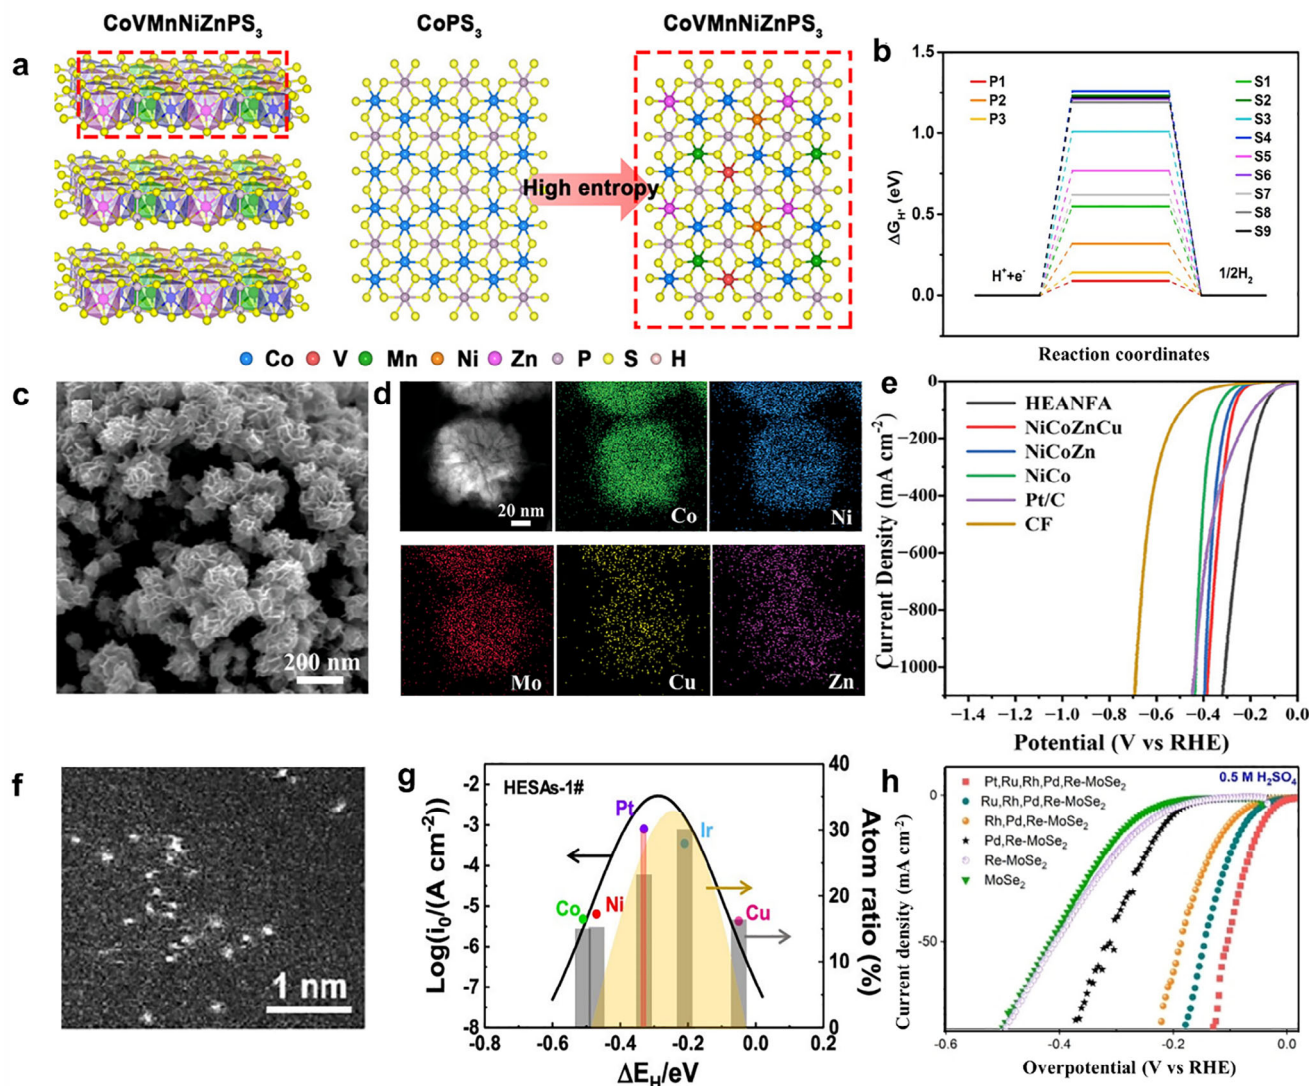 CoVMnNiZnPS3
CoPS3
CoVMnNiZnPS3
a
High entropy
Co V Mn Ni Zn P S H
b
ΔGH* (eV)
1.5
1.0
0.5
0.0
P1
P2
P3
S1
S2
S3
S4
S5
S6
S7
S8
S9
H+ +e-
1/2H2
Reaction coordinates
c
200 nm
d
20 nm
Co
Ni
Mo
Cu
Zn
e
Current Density (mA cm-2)
0
−200
−400
−600
−800
−1000
HEANFA
NiCoZnCu
NiCoZn
NiCo
Pt/C
CF
−1.4 −1.2 −1.0 −0.8 −0.6 −0.4 −0.2 0.0
Potential (V vs RHE)
f
1 nm
g
Log(i0/(A cm-2)
-2
-3
-4
-5
-6
-7
-8
HESAs-1#
Pt
Ir
Co
Ni
Cu
40
30
20
10
0
Atom ratio (%)
-0.8 -0.6 -0.4 -0.2 0.0 0.2
ΔEH/eV
h
Current density (mA cm-2)
0
-50
0.5 M H2SO4
Pt,Ru,Rh,Pd,Re-MoSe2
Ru,Rh,Pd,Re-MoSe2
Rh,Pd,Re-MoSe2
Pd,Re-MoSe2
Re-MoSe2
MoSe2
-0.6 -0.4 -0.2 0.0
Overpotential (V vs RHE)